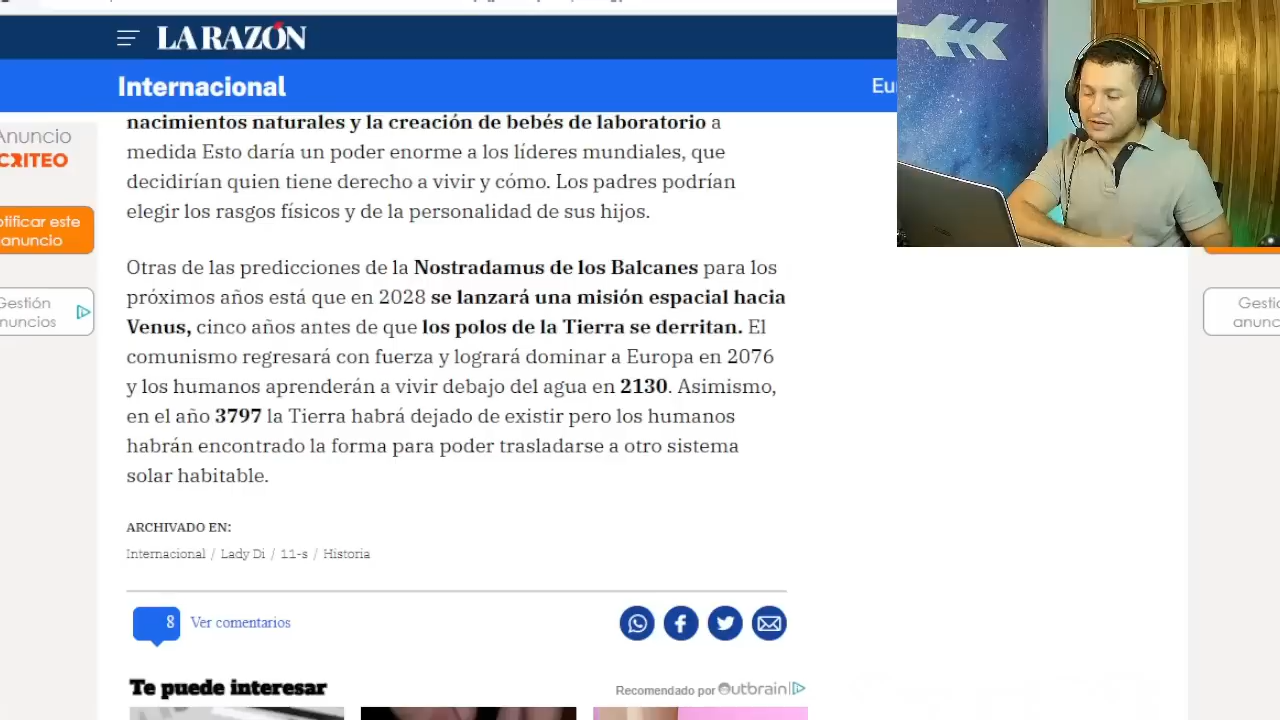 LA RAZÓN
Internacional
nacimientos naturales y la creación de bebés de laboratorio a
medida Esto daría un poder enorme a los líderes mundiales, que
decidirían quien tiene derecho a vivir y cómo. Los padres podrían
elegir los rasgos físicos y de la personalidad de sus hijos.
Otras de las predicciones de la Nostradamus de los Balcanes para los
próximos años está que en 2028 se lanzará una misión espacial hacia
Venus, cinco años antes de que los polos de la Tierra se derritan. El
comunismo regresará con fuerza y logrará dominar a Europa en 2076
y los humanos aprenderán a vivir debajo del agua en 2130. Asimismo,
en el año 3797 la Tierra habrá dejado de existir pero los humanos
habrán encontrado la forma para poder trasladarse a otro sistema
solar habitable.
ARCHIVADO EN:
Internacional / Lady Di / 11-s / Historia
8 Ver comentarios
Te puede interesar
Recomendado por Outbrain
Anuncio
CRITEO
este
anuncio